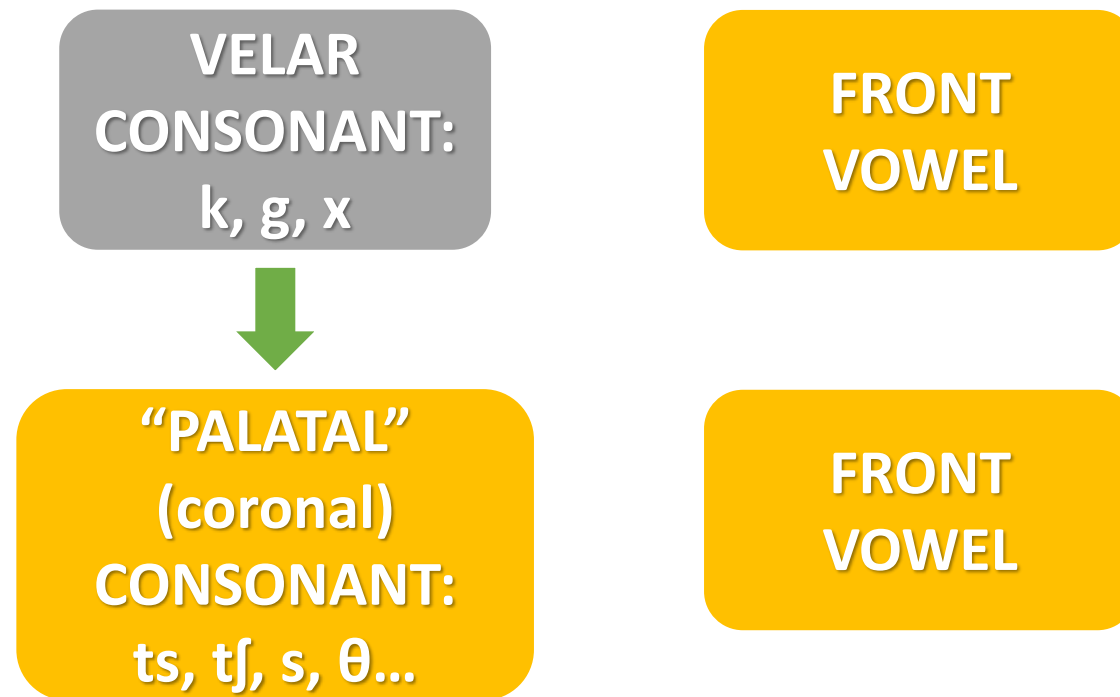 VELAR
CONSONANT:
k, g, x
FRONT
VOWEL
“PALATAL”
(coronal)
CONSONANT:
ts, tʃ, s, θ…
FRONT
VOWEL